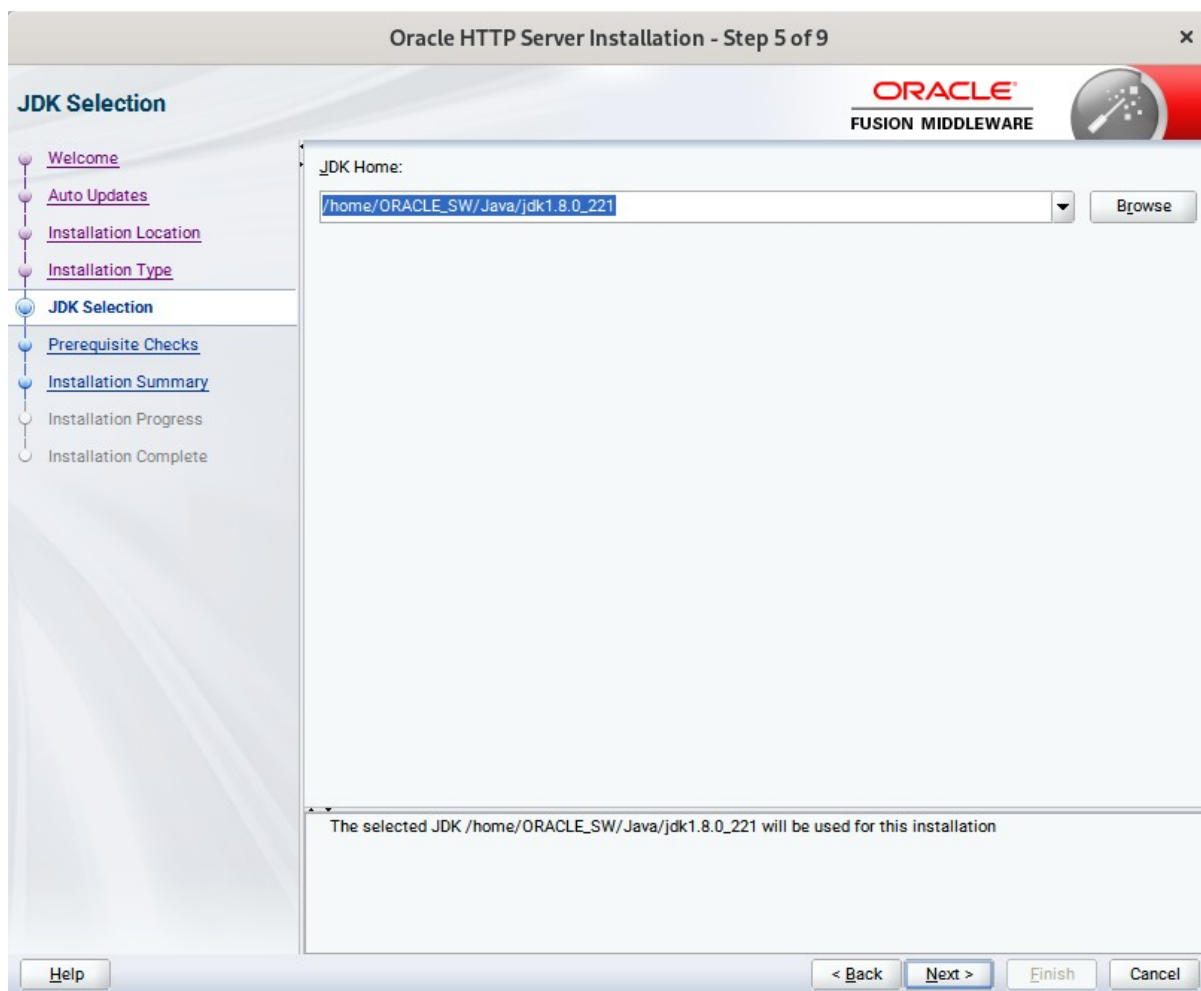 Oracle HTTP Server Installation - Step 5 of 9
JDK Selection
ORACLE
FUSION MIDDLEWARE
Welcome
Auto Updates
Installation Location
Installation Type
JDK Selection
Prerequisite Checks
Installation Summary
Installation Progress
Installation Complete
JDK Home:
/home/ORACLE_SW/Java/jdk1.8.0_221
Browse
The selected JDK /home/ORACLE_SW/Java/jdk1.8.0_221 will be used for this installation
Help
< Back
Next >
Finish
Cancel